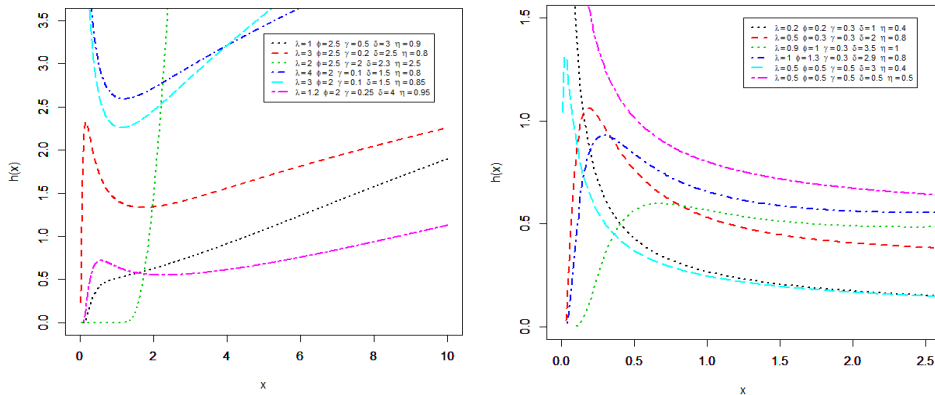 3.5
3.0
2.5
2.0
1.5
1.0
0.5
0.0
h(x)
0
2
4
6
8
10
x
λ=1 ϕ=2.5 γ=0.5 δ=3 η=0.9
λ=3 ϕ=2.5 γ=0.2 δ=2.5 η=0.8
λ=2 ϕ=2.5 γ=2 δ=2.3 η=2.5
λ=4 ϕ=2 γ=0.1 δ=1.5 η=0.8
λ=3 ϕ=2 γ=0.1 δ=1.5 η=0.85
λ=1.2 ϕ=2 γ=0.25 δ=4 η=0.95
1.5
1.0
0.5
0.0
h(x)
0.0
0.5
1.0
1.5
2.0
2.5
x
λ=0.2 ϕ=0.2 γ=0.3 δ=1 η=0.4
λ=0.5 ϕ=0.3 γ=0.3 δ=2 η=0.8
λ=0.9 ϕ=1 γ=0.3 δ=3.5 η=1
λ=1 ϕ=1.3 γ=0.3 δ=2.9 η=0.8
λ=0.5 ϕ=0.5 γ=0.5 δ=3 η=0.4
λ=0.5 ϕ=0.5 γ=0.5 δ=0.5 η=0.5